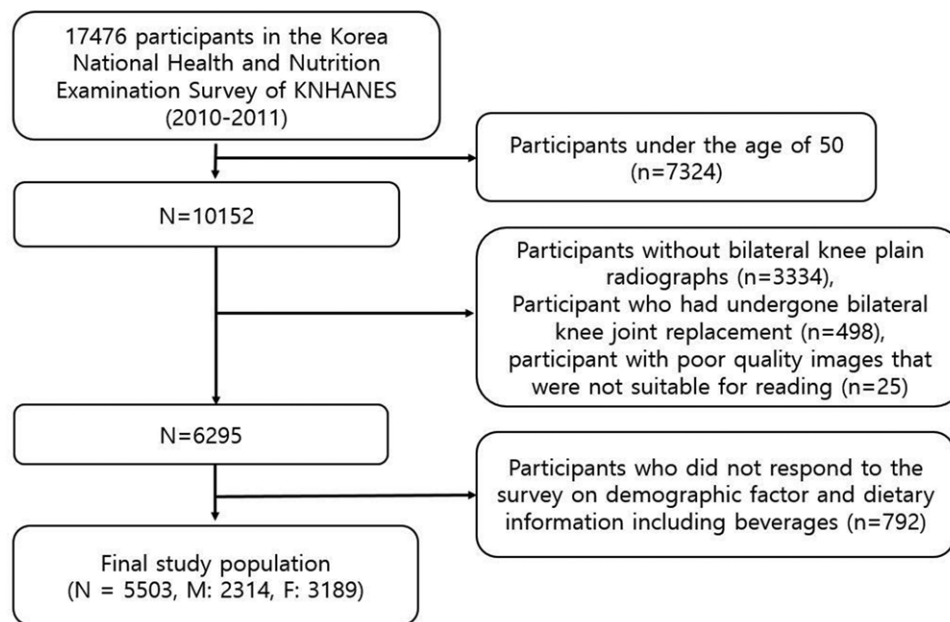 17476 participants in the Korea
National Health and Nutrition
Examination Survey of KNHANES
(2010-2011)
Participants under the age of 50
(n=7324)
N=10152
Participants without bilateral knee plain
radiographs (n=3334),
Participant who had undergone bilateral
knee joint replacement (n=498),
participant with poor quality images that
were not suitable for reading (n=25)
N=6295
Participants who did not respond to the
survey on demographic factor and dietary
information including beverages (n=792)
Final study population
(N = 5503, M: 2314, F: 3189)